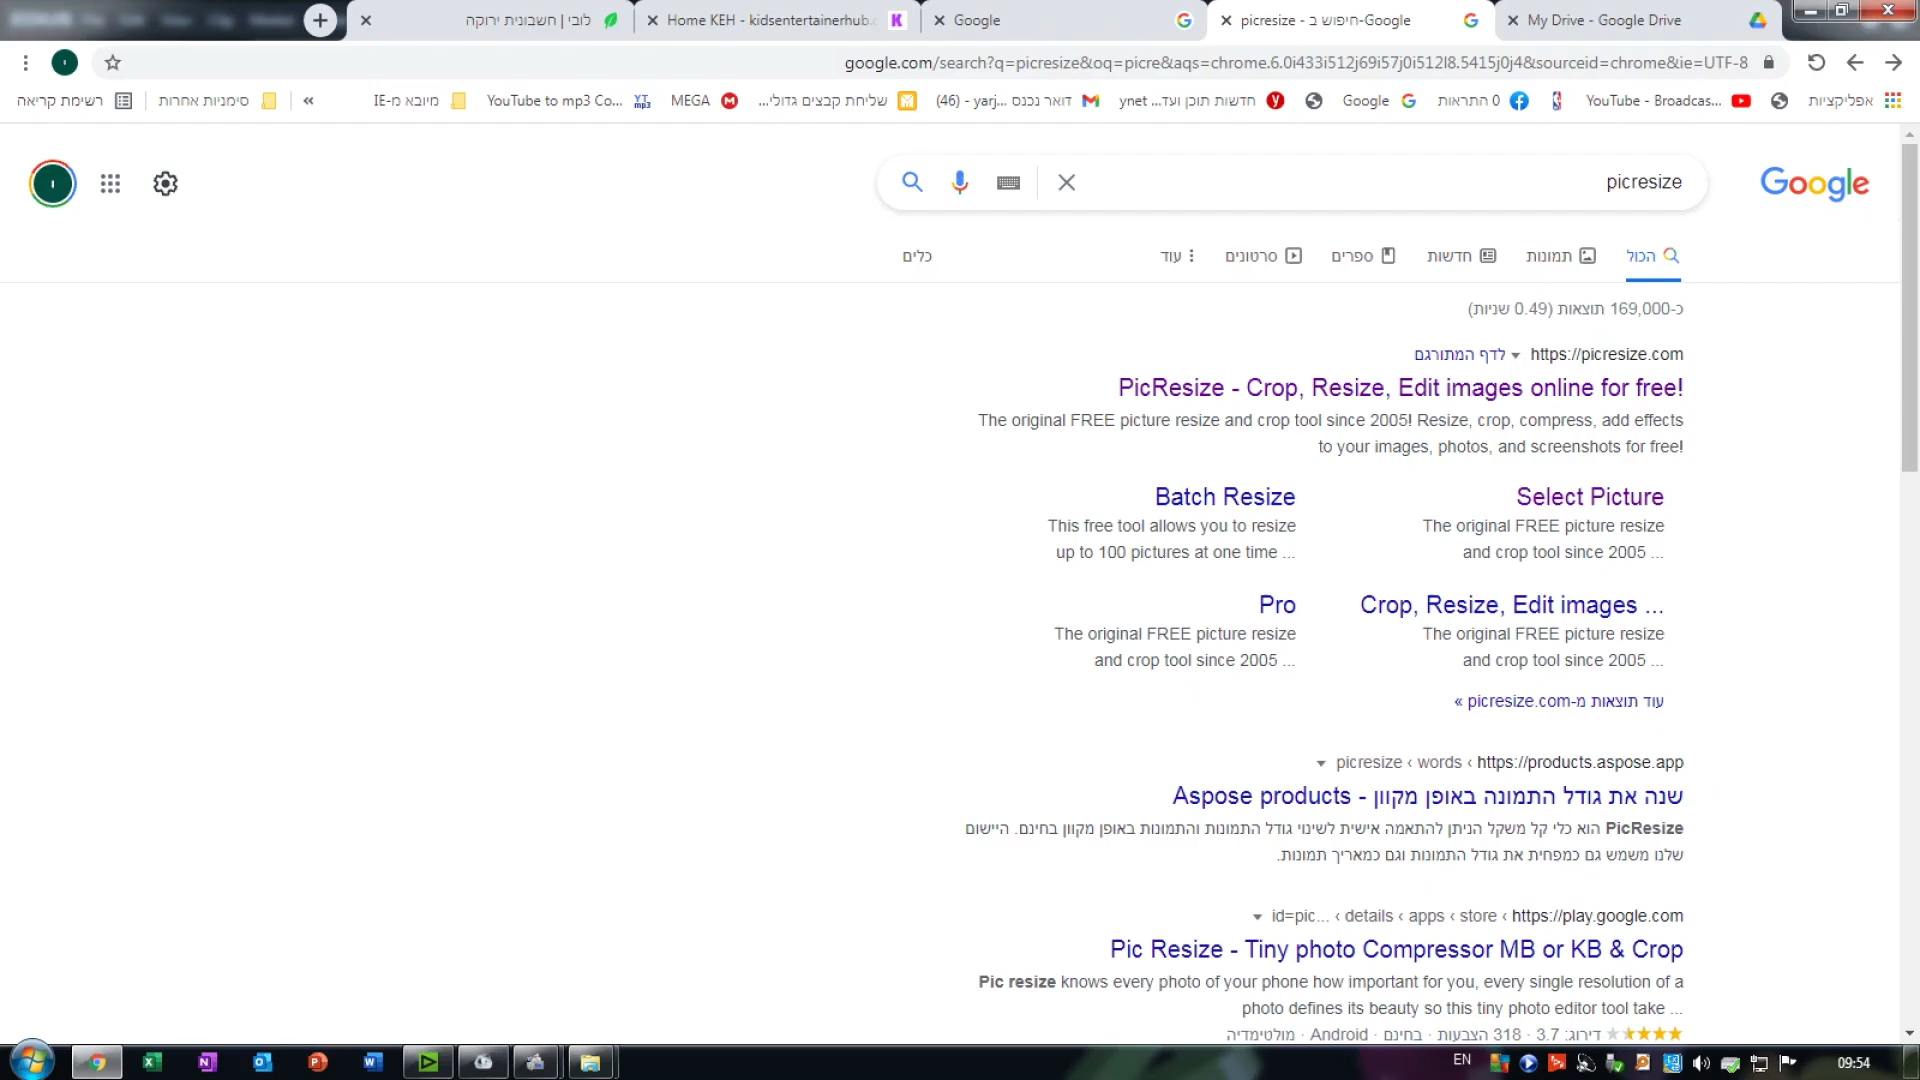 לובי | חשבונית ירוקה
Home KEH - kidsentertainerhub.c
Google
picresize - חיפוש ב-Google
My Drive - Google Drive
google.com/search?q=picresize&oq=picre&aqs=chrome.6.0i433i512j69i57j0i512l8.5415j0j4&sourceid=chrome&ie=UTF-8
אפליקציות
YouTube - Broadcas...
0 התראות
Google
חדשות תוכן ועד... ynet
דואר נכנס (46) - yarj...
שליחת קבצים גדולי...
MEGA
YouTube to mp3 Co...
מיובא מ-IE
»
סימניות אחרות
רשימת קריאה
picresize
Google
הכול
תמונות
חדשות
ספרים
סרטונים
עוד
כלים
כ-169,000 תוצאות (0.49 שניות)
https://picresize.com ▼ לדף המתורגם
PicResize - Crop, Resize, Edit images online for free!
The original FREE picture resize and crop tool since 2005! Resize, crop, compress, add effects
to your images, photos, and screenshots for free!
Select Picture
The original FREE picture resize
and crop tool since 2005 ...
Batch Resize
This free tool allows you to resize
up to 100 pictures at one time ...
Crop, Resize, Edit images ...
The original FREE picture resize
and crop tool since 2005 ...
Pro
The original FREE picture resize
and crop tool since 2005 ...
עוד תוצאות מ-picresize.com »
https://products.aspose.app › words › picresize ▼
שנה את גודל התמונה באופן מקוון - Aspose products
PicResize הוא כלי קל משקל הניתן להתאמה אישית לשינוי גודל התמונות והתמונות באופן מקוון בחינם. היישום
שלנו משמש גם כמפחית את גודל התמונות וגם כמאריך תמונות.
https://play.google.com › store › apps › details › id=pic... ▼
Pic Resize - Tiny photo Compressor MB or KB & Crop
Pic resize knows every photo of your phone how important for you, every single resolution of a
photo defines its beauty so this tiny photo editor tool take ...
דירוג: 3.7 · ‏318 הצבעות · בחינם · Android · מולטימדיה
EN
09:54